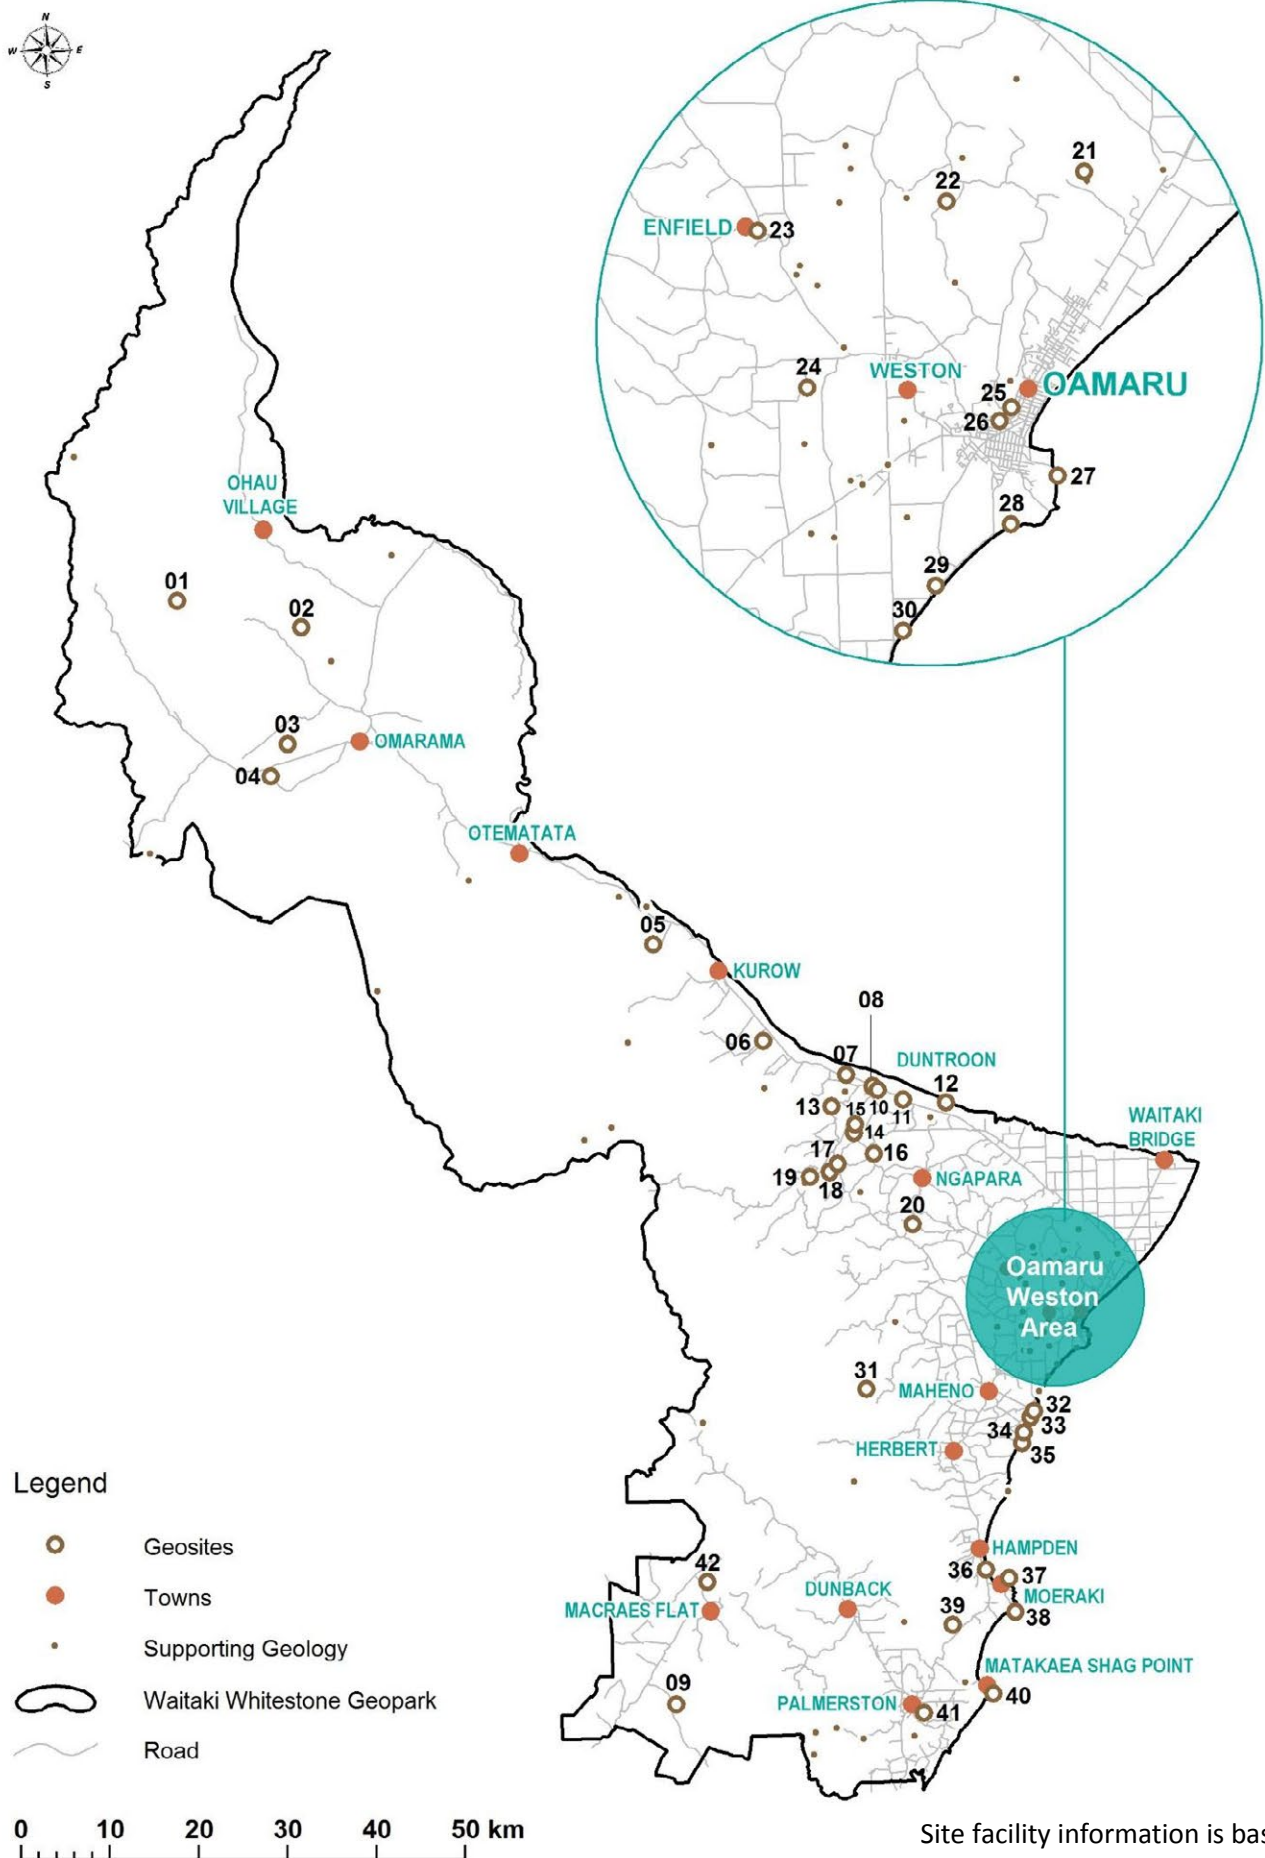 N
W
E
S
21
22
ENFIELD
23
24
WESTON
25
OAMARU
26
27
28
29
30
OHAU
VILLAGE
01
02
03
OMARAMA
04
OTEMATATA
05
KUROW
08
06
07
DUNTROON
12
13
15
10
11
14
WAITAKI
BRIDGE
17
16
19
18
NGAPARA
20
Oamaru
Weston
Area
31
MAHENO
32
33
34
HERBERT
35
HAMPDEN
36
37
42
DUNBACK
MOERAKI
MACRAES FLAT
39
38
MATAKAEA SHAG POINT
09
PALMERSTON
40
41
Legend
Geosites
Towns
Supporting Geology
Waitaki Whitestone Geopark
Road
0 10 20 30 40 50 km
Site facility information is bas